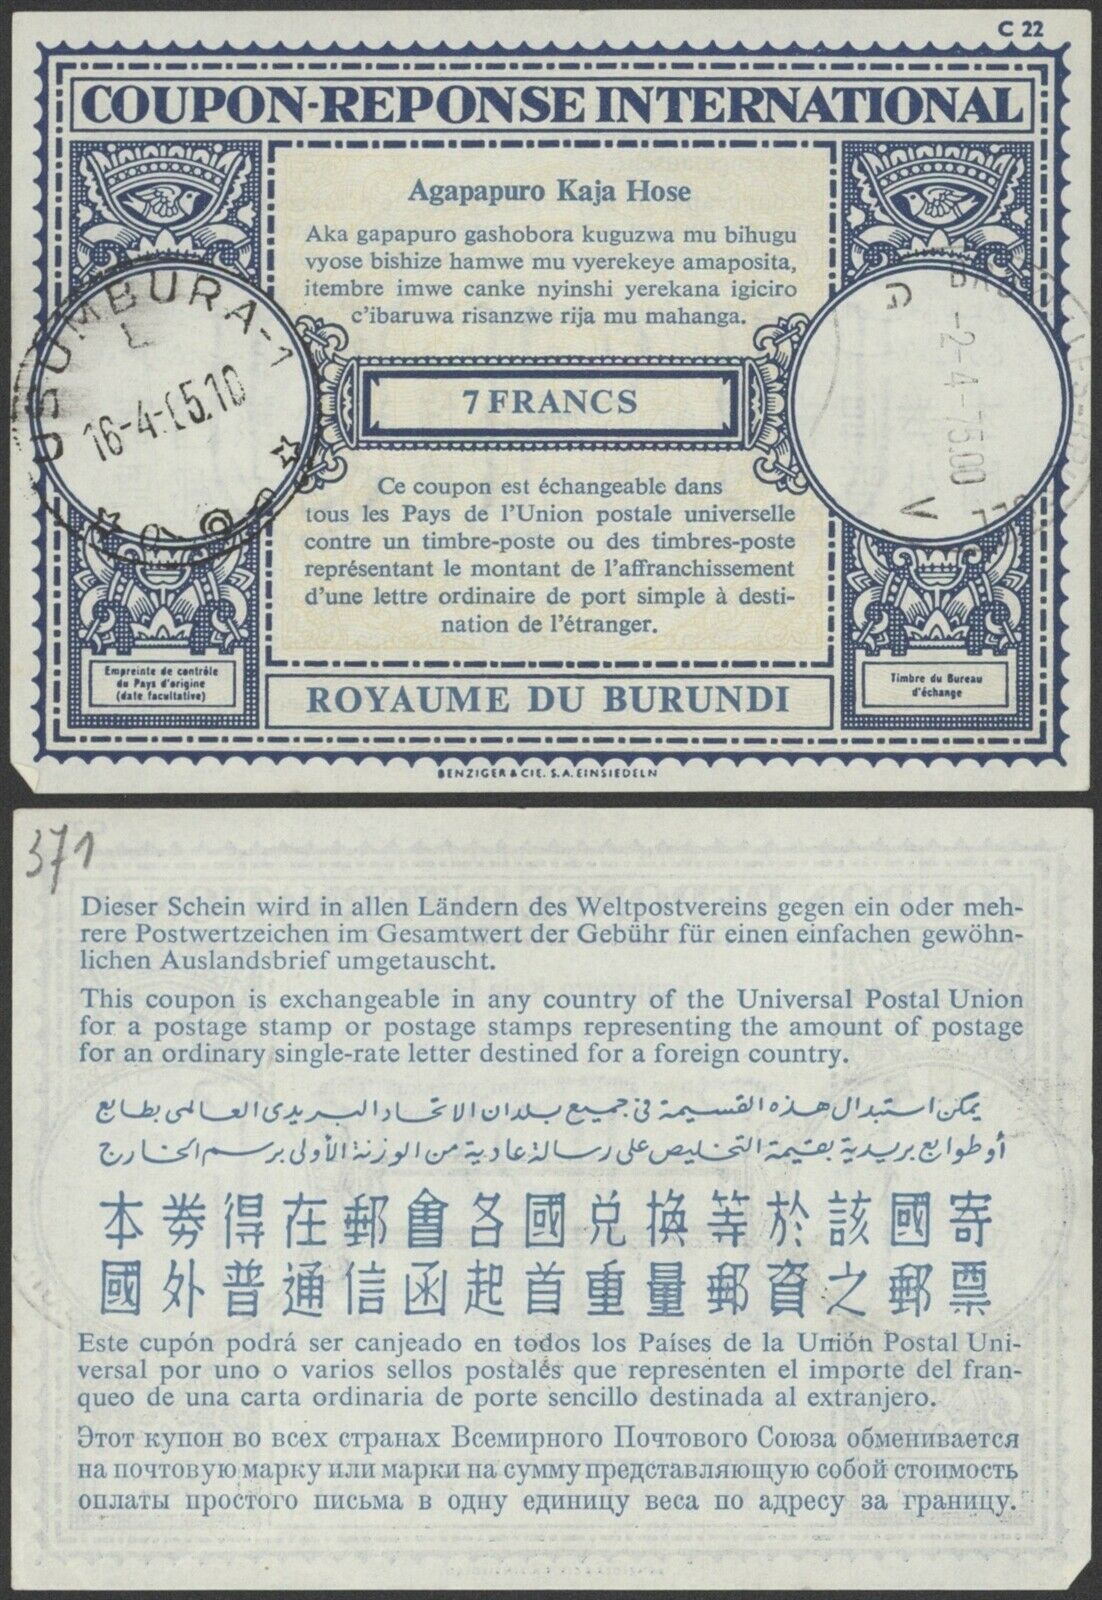 C 22
COUPON-REPONSE INTERNATIONAL
Agapapuro Kaja Hose
Aka gapapuro gashobora kuguzwa mu bihugu
vyose bishize hamwe mu vyerekeye amaposita,
itembre imwe canke nyinshi yerekana igiciro
c'ibaruwa risanzwe rija mu mahanga.
USUMBURA-1
L
16-4- 5.10
G
-2-4-75.00
V
7 FRANCS
Ce coupon est échangeable dans
tous les Pays de l'Union postale universelle
contre un timbre-poste ou des timbres-poste
représentant le montant de l'affranchissement
d'une lettre ordinaire de port simple à desti-
nation de l'étranger.
Empreinte de contrôle
du Pays d'origine
(date facultative)
Timbre du Bureau
d'échange
ROYAUME DU BURUNDI
BENZIGER & CIE. S.A. EINSIEDELN
371
Dieser Schein wird in allen Ländern des Weltpostvereins gegen ein oder meh-
rere Postwertzeichen im Gesamtwert der Gebühr für einen einfachen gewöhn-
lichen Auslandsbrief umgetauscht.
This coupon is exchangeable in any country of the Universal Postal Union
for a postage stamp or postage stamps representing the amount of postage
for an ordinary single-rate letter destined for a foreign country.
يمكن استبدال هذه القسيمة فى جميع بلدان الاتحاد البريدى العالمى بطابع
أو طوابع بريدية بقيمة التخليص على رسالة عادية من الوزنة الأولى برسم الخارج
本券得在郵會各國兑換等於該國寄
國外普通信函起首重量郵資之郵票
Este cupón podrá ser canjeado en todos los Países de la Unión Postal Uni-
versal por uno o varios sellos postales que representen el importe del fran-
queo de una carta ordinaria de porte sencillo destinada al extranjero.
Этот купон во всех странах Всемирного Почтового Союза обменивается
на почтовую марку или марки на сумму представляющую собой стоимость
оплаты простого письма в одну единицу веса по адресу за границу.